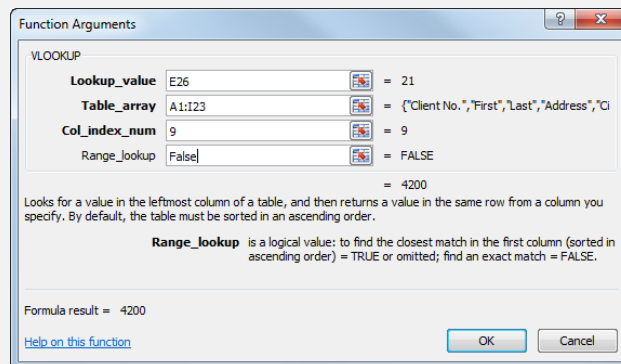 Function Arguments
VLOOKUP
Lookup_value E26 = 21
Table_array A1:I23 = {"Client No.","First","Last","Address","Ci
Col_index_num 9 = 9
Range_lookup False = FALSE
= 4200
Looks for a value in the leftmost column of a table, and then returns a value in the same row from a column you
specify. By default, the table must be sorted in an ascending order.
Range_lookup is a logical value: to find the closest match in the first column (sorted in
ascending order) = TRUE or omitted; find an exact match = FALSE.
Formula result = 4200
Help on this function OK Cancel